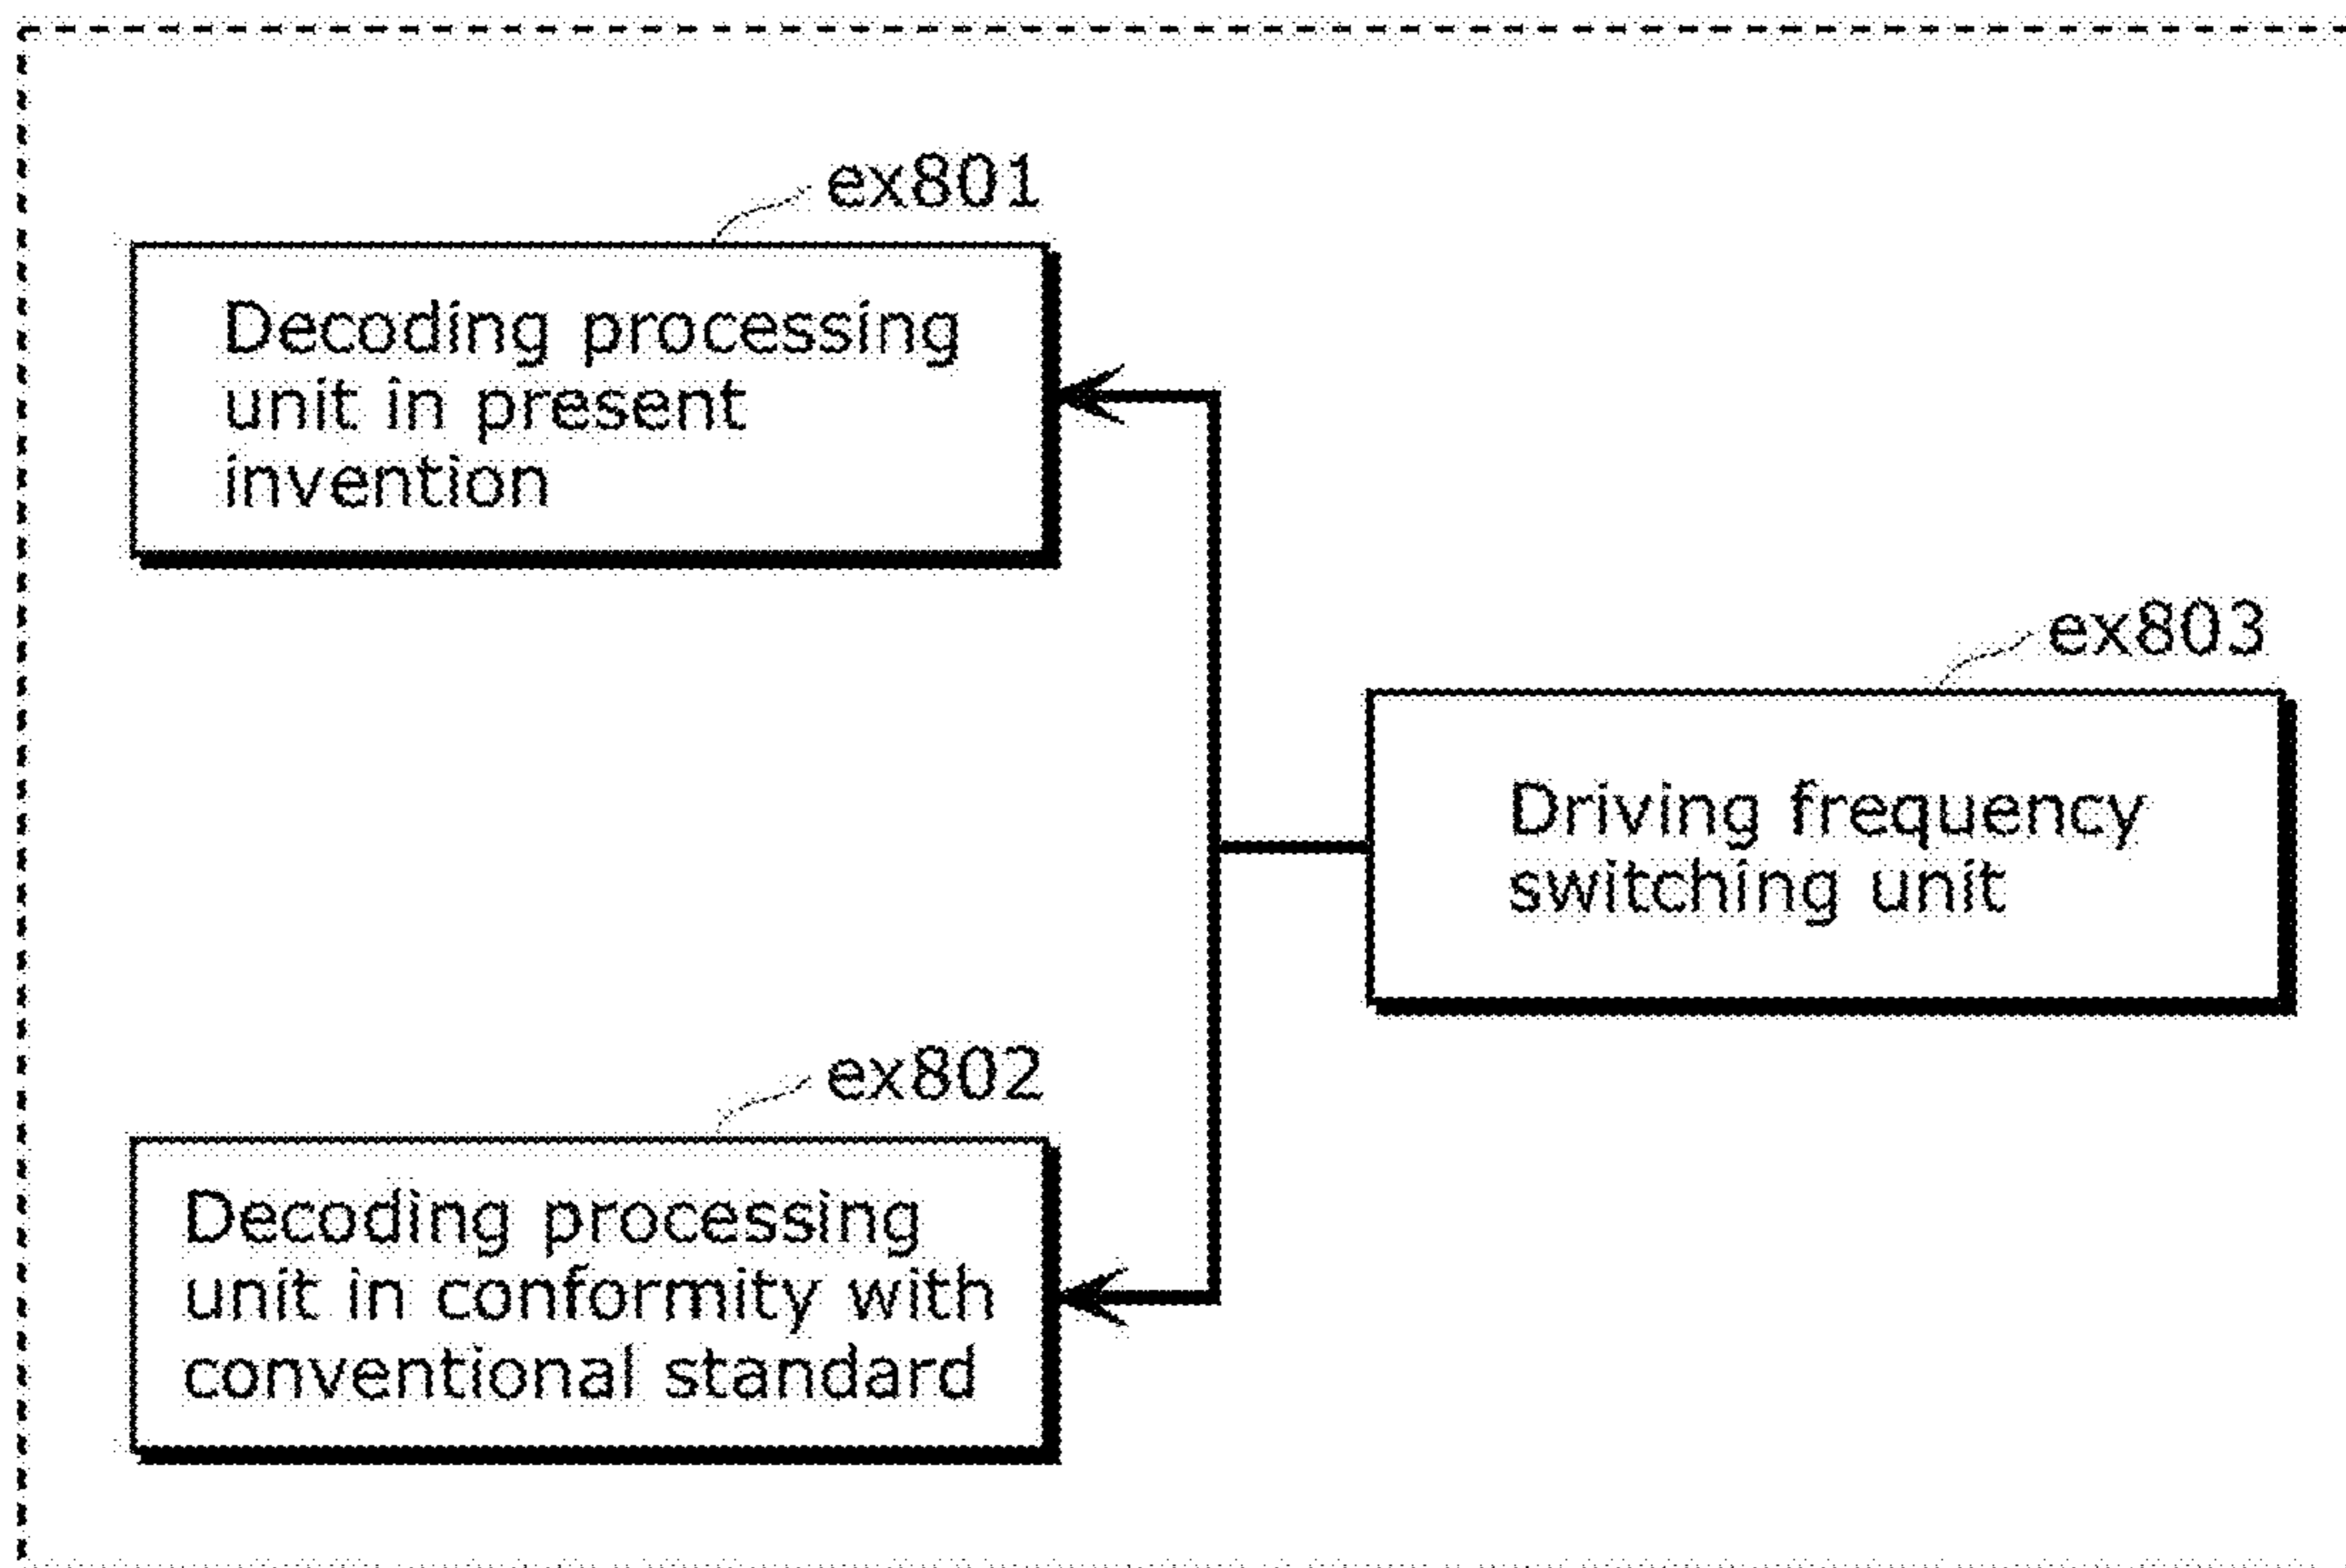 ex801
Decoding processing
unit in present
invention
ex803
Driving frequency
switching unit
ex802
Decoding processing
unit in conformity with
conventional standard